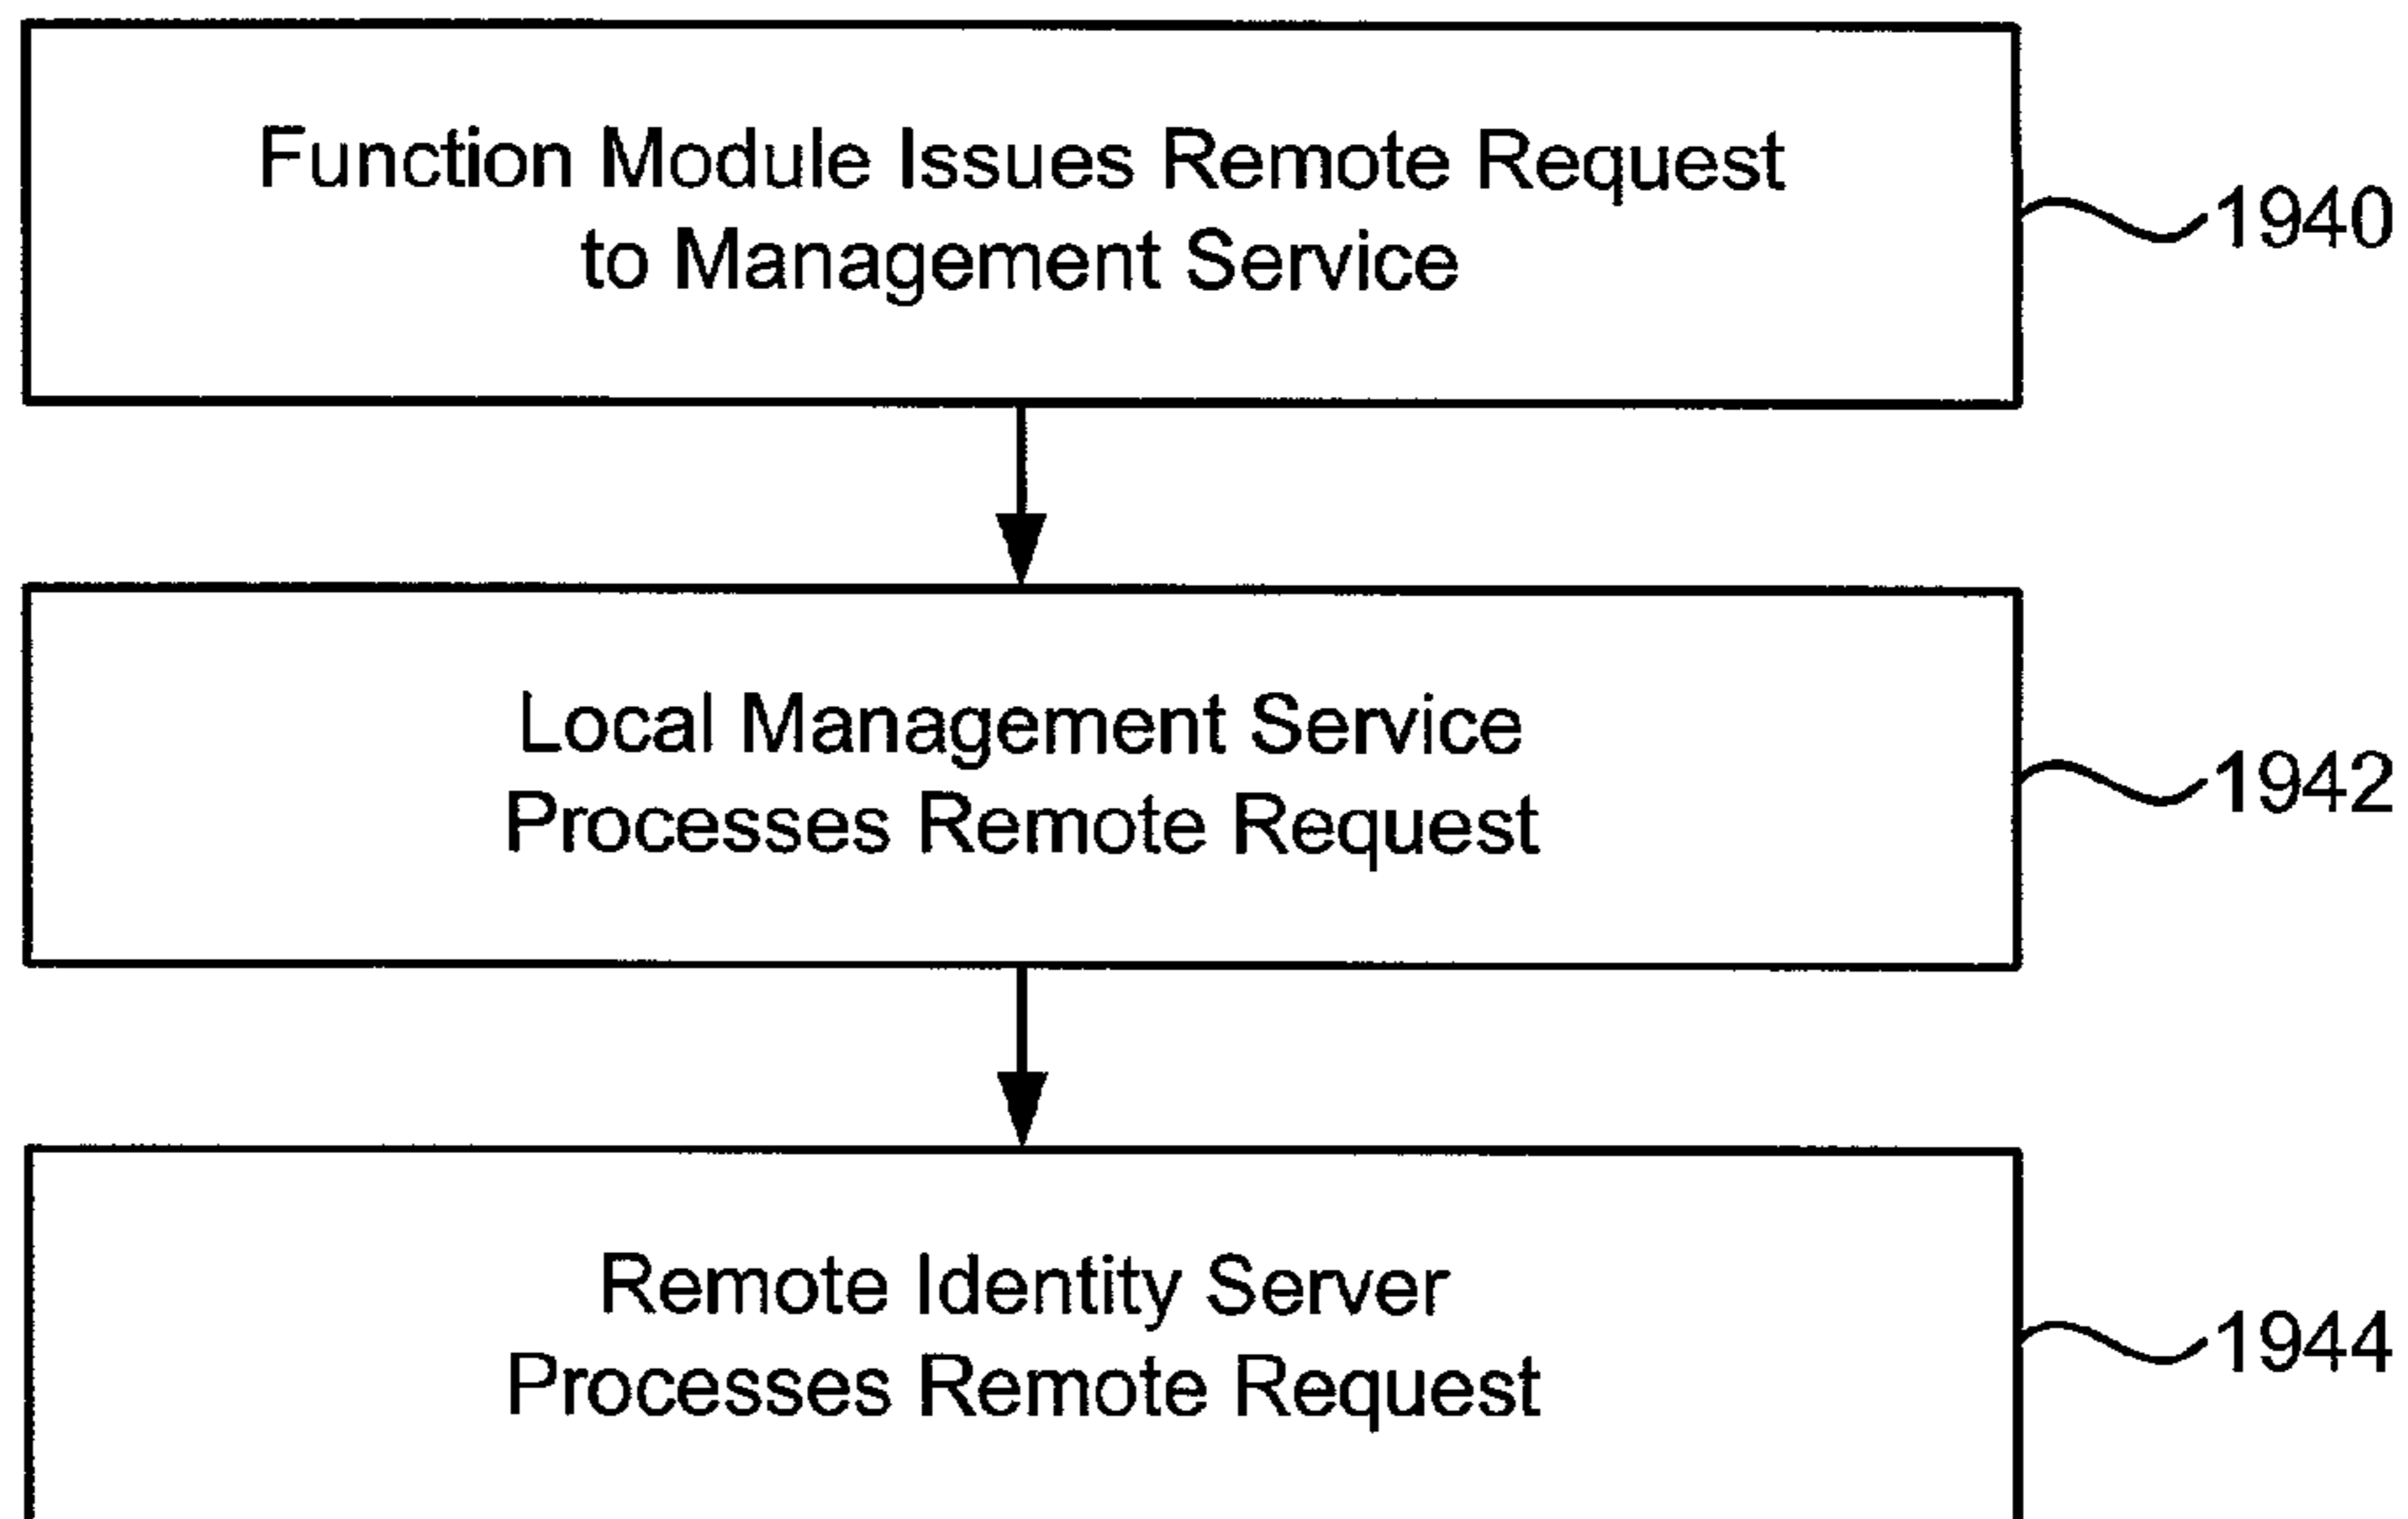 Function Module Issues Remote Request
to Management Service
1940
Local Management Service
Processes Remote Request
1942
Remote Identity Server
Processes Remote Request
1944